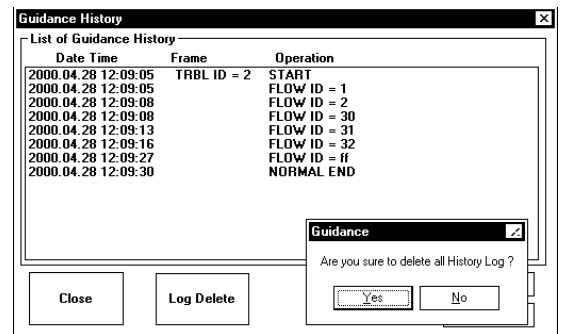 Guidance History
List of Guidance History
Date Time Frame Operation
2000.04.28 12:09:05 TRBL ID = 2 START
2000.04.28 12:09:05 FLOW ID = 1
2000.04.28 12:09:08 FLOW ID = 2
2000.04.28 12:09:08 FLOW ID = 30
2000.04.28 12:09:13 FLOW ID = 31
2000.04.28 12:09:16 FLOW ID = 32
2000.04.28 12:09:27 FLOW ID = ff
2000.04.28 12:09:30 NORMAL END
Guidance
Are you sure to delete all History Log ?
Yes No
Close Log Delete